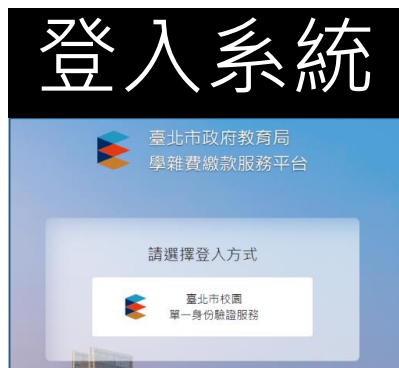 登入系統
臺北市政府教育局
學雜費繳款服務平台
請選擇登入方式
臺北市校園
單一身份驗證服務